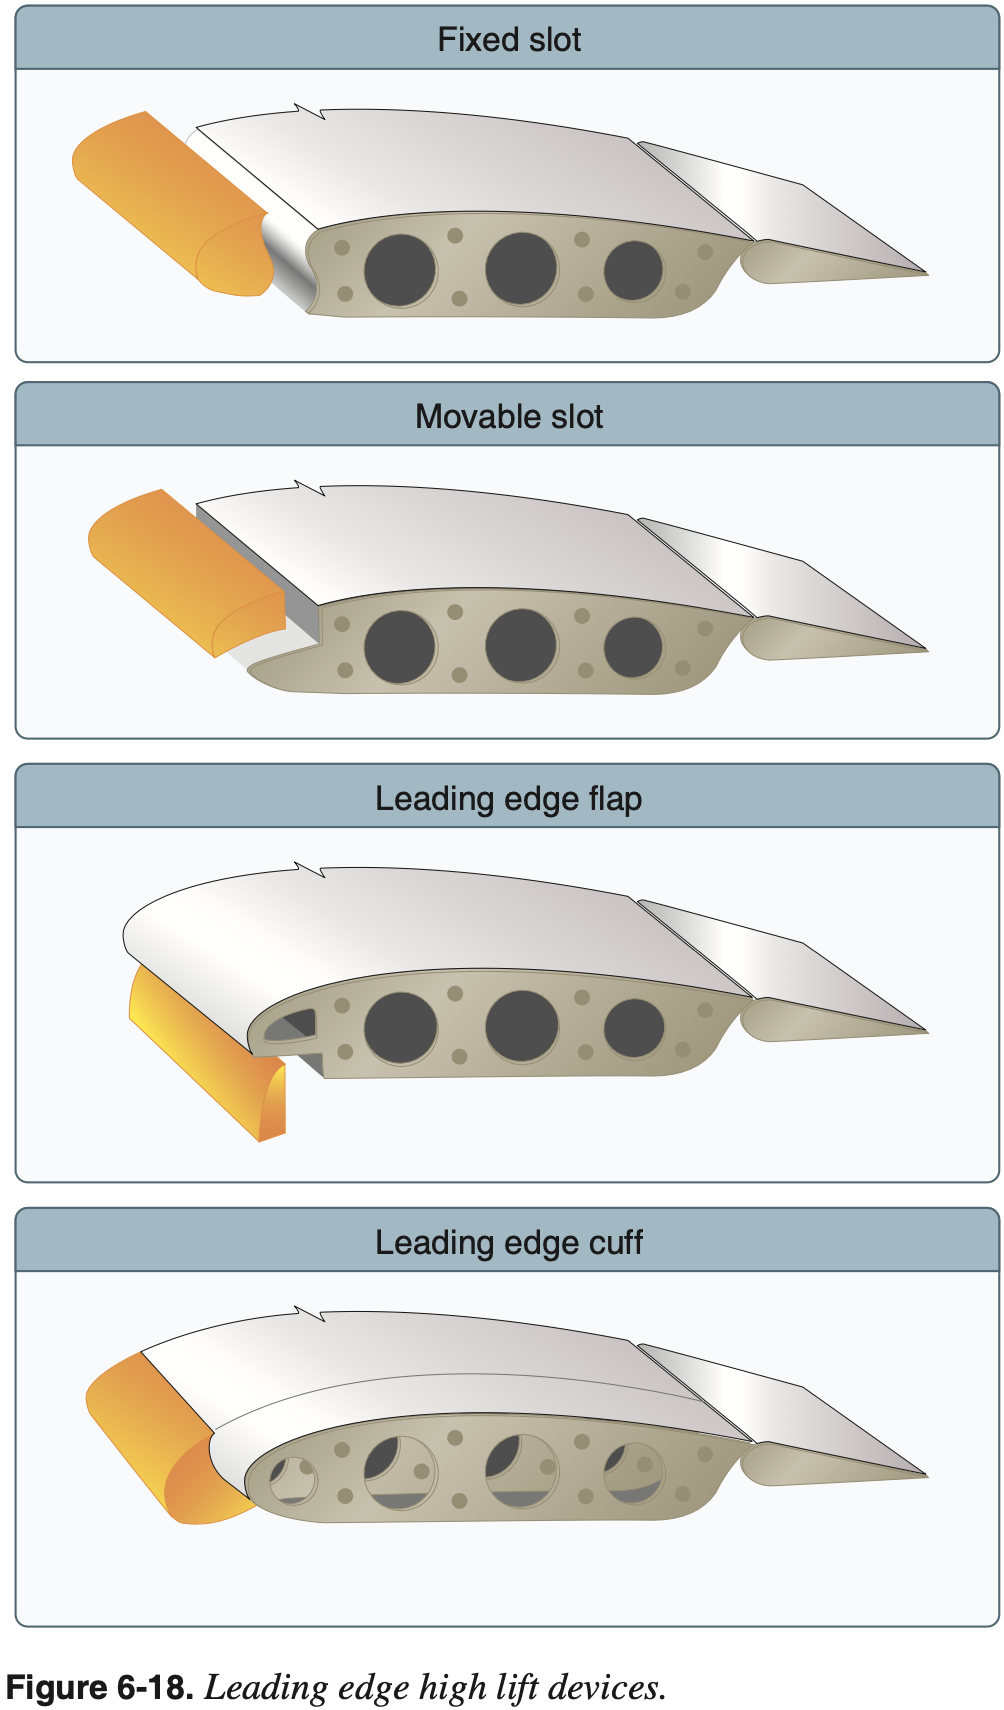 Fixed slot
Movable slot
Leading edge flap
Leading edge cuff
Figure 6-18. Leading edge high lift devices.